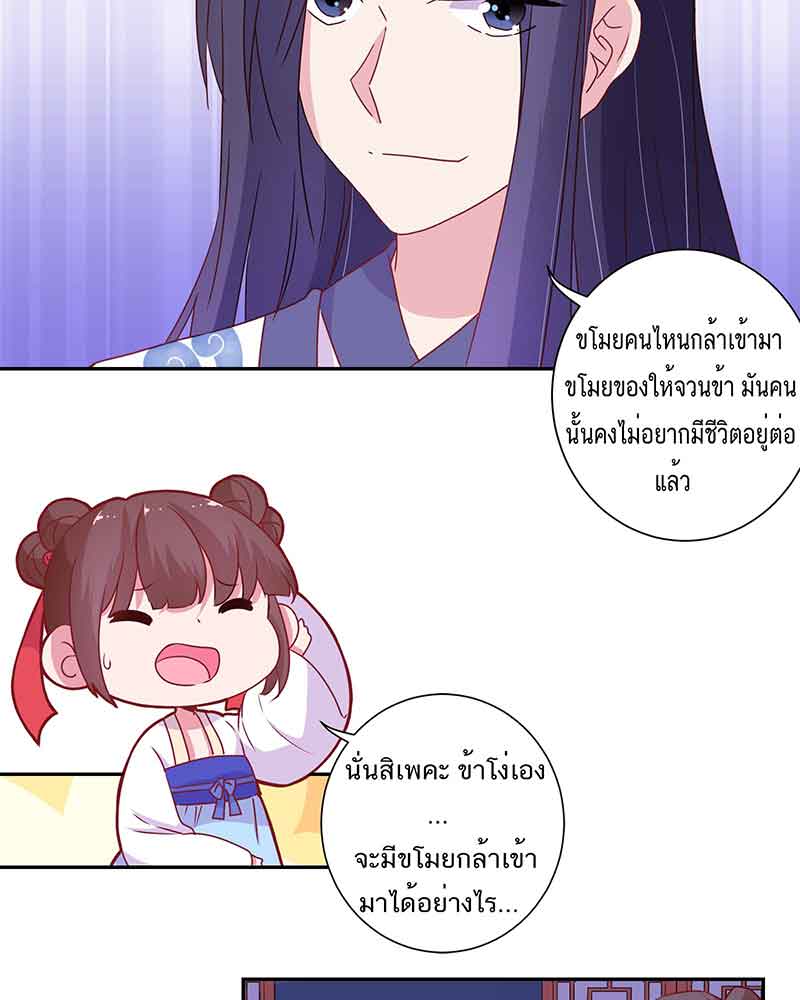 ขโมยคนไหนกล้าเข้ามา
ขโมยของให้จวนข้า มันคน
นั้นคงไม่อยากมีชีวิตอยู่ต่อ
แล้ว
นั่นสิเพคะ ข้าโง่เอง
...
จะมีขโมยกล้าเข้า
มาได้อย่างไร...